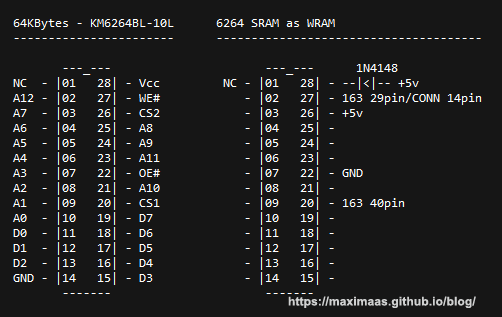 64KBytes - KM6264BL-10L      6264 SRAM as WRAM
-----------------------      --------------------------------------
       ---_---                      ---_---      1N4148
NC  - |01   28| - Vcc        NC - |01   28| - --|<|-- +5v
A12 - |02   27| - WE#           - |02   27| - 163 29pin/CONN 14pin
A7  - |03   26| - CS2           - |03   26| - +5v
A6  - |04   25| - A8            - |04   25| -
A5  - |05   24| - A9            - |05   24| -
A4  - |06   23| - A11           - |06   23| -
A3  - |07   22| - OE#           - |07   22| - GND
A2  - |08   21| - A10           - |08   21| -
A1  - |09   20| - CS1           - |09   20| - 163 40pin
A0  - |10   19| - D7            - |10   19| -
D0  - |11   18| - D6            - |11   18| -
D1  - |12   17| - D5            - |12   17| -
D2  - |13   16| - D4            - |13   16| -
GND - |14   15| - D3            - |14   15| -
       -------                      -------
https://maximaas.github.io/blog/